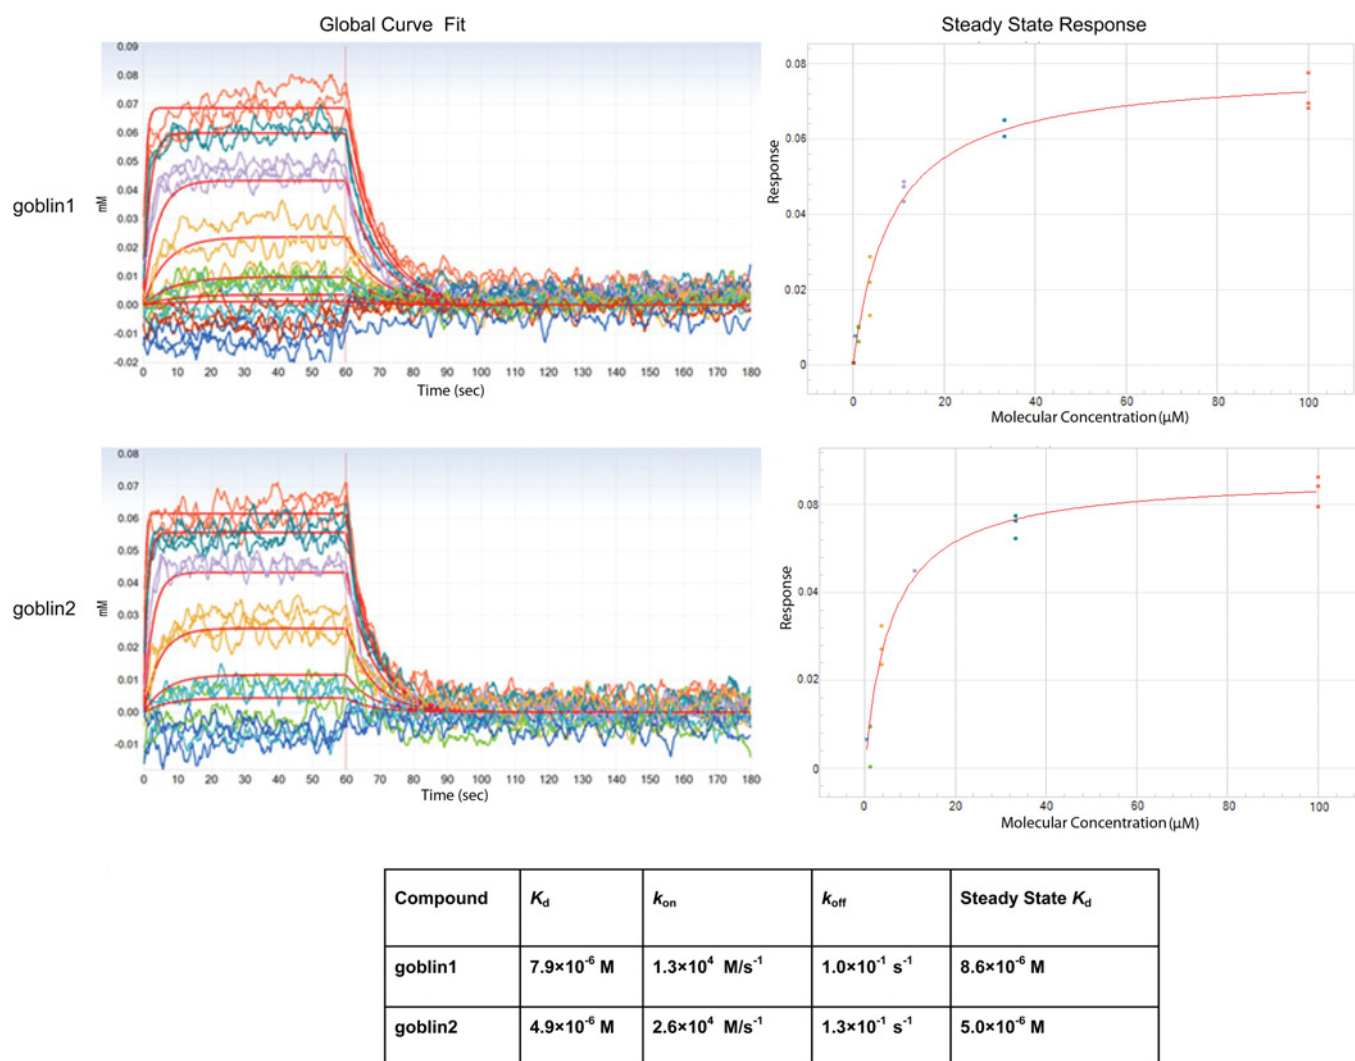 Global Curve Fit
Steady State Response
goblin1
mM
0.09
0.08
0.07
0.06
0.05
0.04
0.03
0.02
0.01
0.00
-0.01
-0.02
0 10 20 30 40 50 60 70 80 90 100 110 120 130 140 150 160 170 180
Time (sec)
Response
0.08
0.06
0.04
0.02
0
0 20 40 60 80 100
Molecular Concentration (µM)
goblin2
mM
0.08
0.07
0.06
0.05
0.04
0.03
0.02
0.01
0.00
-0.01
0 10 20 30 40 50 60 70 80 90 100 110 120 130 140 150 160 170 180
Time (sec)
Response
0.08
0.04
0.02
0
0 20 40 60 80 100
Molecular Concentration (µM)
Compound Kd kon koff Steady State Kd
goblin1 7.9×10⁻⁶ M 1.3×10⁴ M/s⁻¹ 1.0×10⁻¹ s⁻¹ 8.6×10⁻⁶ M
goblin2 4.9×10⁻⁶ M 2.6×10⁴ M/s⁻¹ 1.3×10⁻¹ s⁻¹ 5.0×10⁻⁶ M